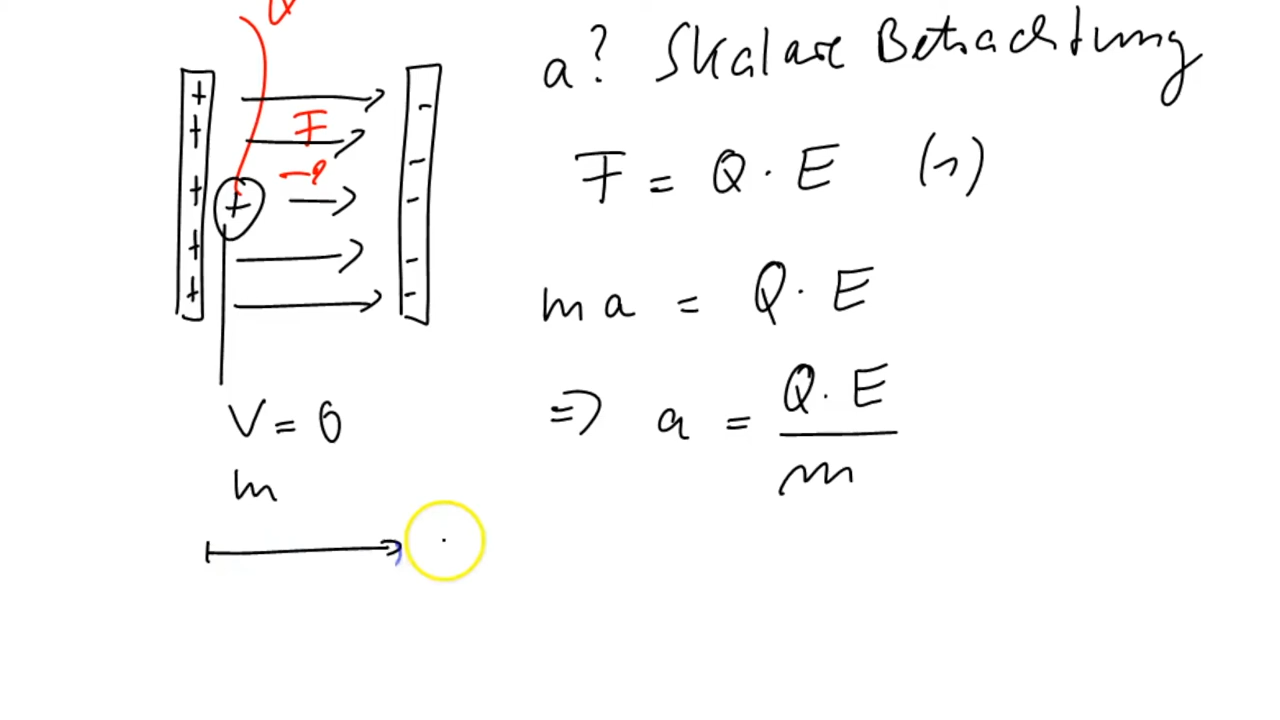 Q
a? Skalare Betrachtung
+ -
+ F -
F = Q · E (1)
+ + -
+ -
+ -
m a = Q · E
V = 0
⇒ a = Q · E / m
m